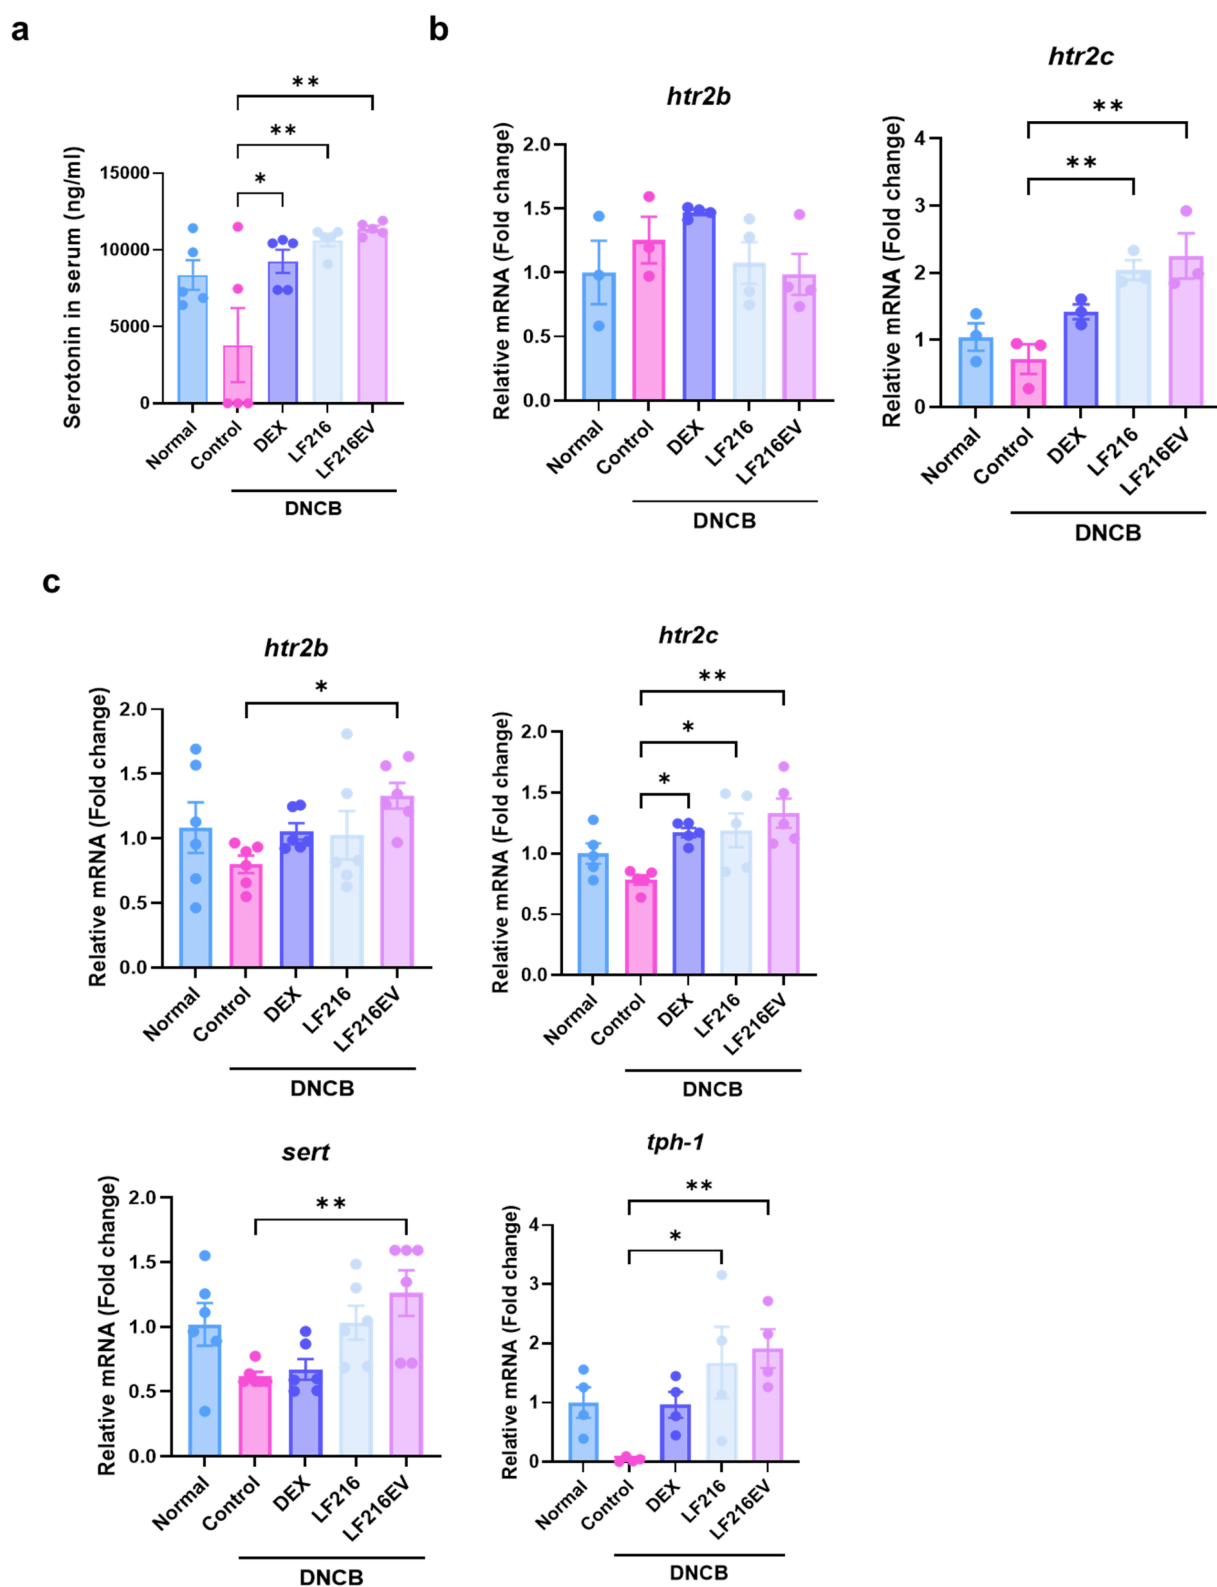 a
**
**
*
Serotonin in serum (ng/ml)
15000
10000
5000
0
Normal
Control
DEX
LF216
LF216EV
DNCB
b
htr2b
Relative mRNA (Fold change)
2.0
1.5
1.0
0.5
0.0
Normal
Control
DEX
LF216
LF216EV
DNCB
htr2c
**
**
Relative mRNA (Fold change)
4
3
2
1
0
Normal
Control
DEX
LF216
LF216EV
DNCB
c
htr2b
*
Relative mRNA (Fold change)
2.0
1.5
1.0
0.5
0.0
Normal
Control
DEX
LF216
LF216EV
DNCB
htr2c
**
*
*
Relative mRNA (Fold change)
2.0
1.5
1.0
0.5
0.0
Normal
Control
DEX
LF216
LF216EV
DNCB
sert
**
Relative mRNA (Fold change)
2.0
1.5
1.0
0.5
0.0
Normal
Control
DEX
LF216
LF216EV
DNCB
tph-1
**
*
Relative mRNA (Fold change)
4
3
2
1
0
Normal
Control
DEX
LF216
LF216EV
DNCB